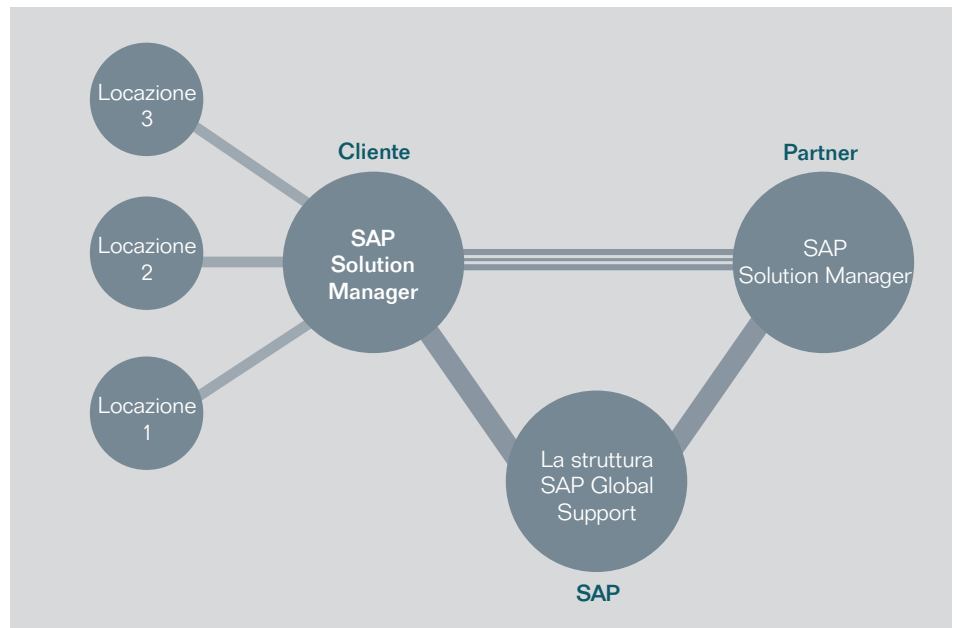 Locazione
3
Cliente
Partner
Locazione
2
SAP
Solution
Manager
SAP
Solution Manager
Locazione
1
La struttura
SAP Global
Support
SAP